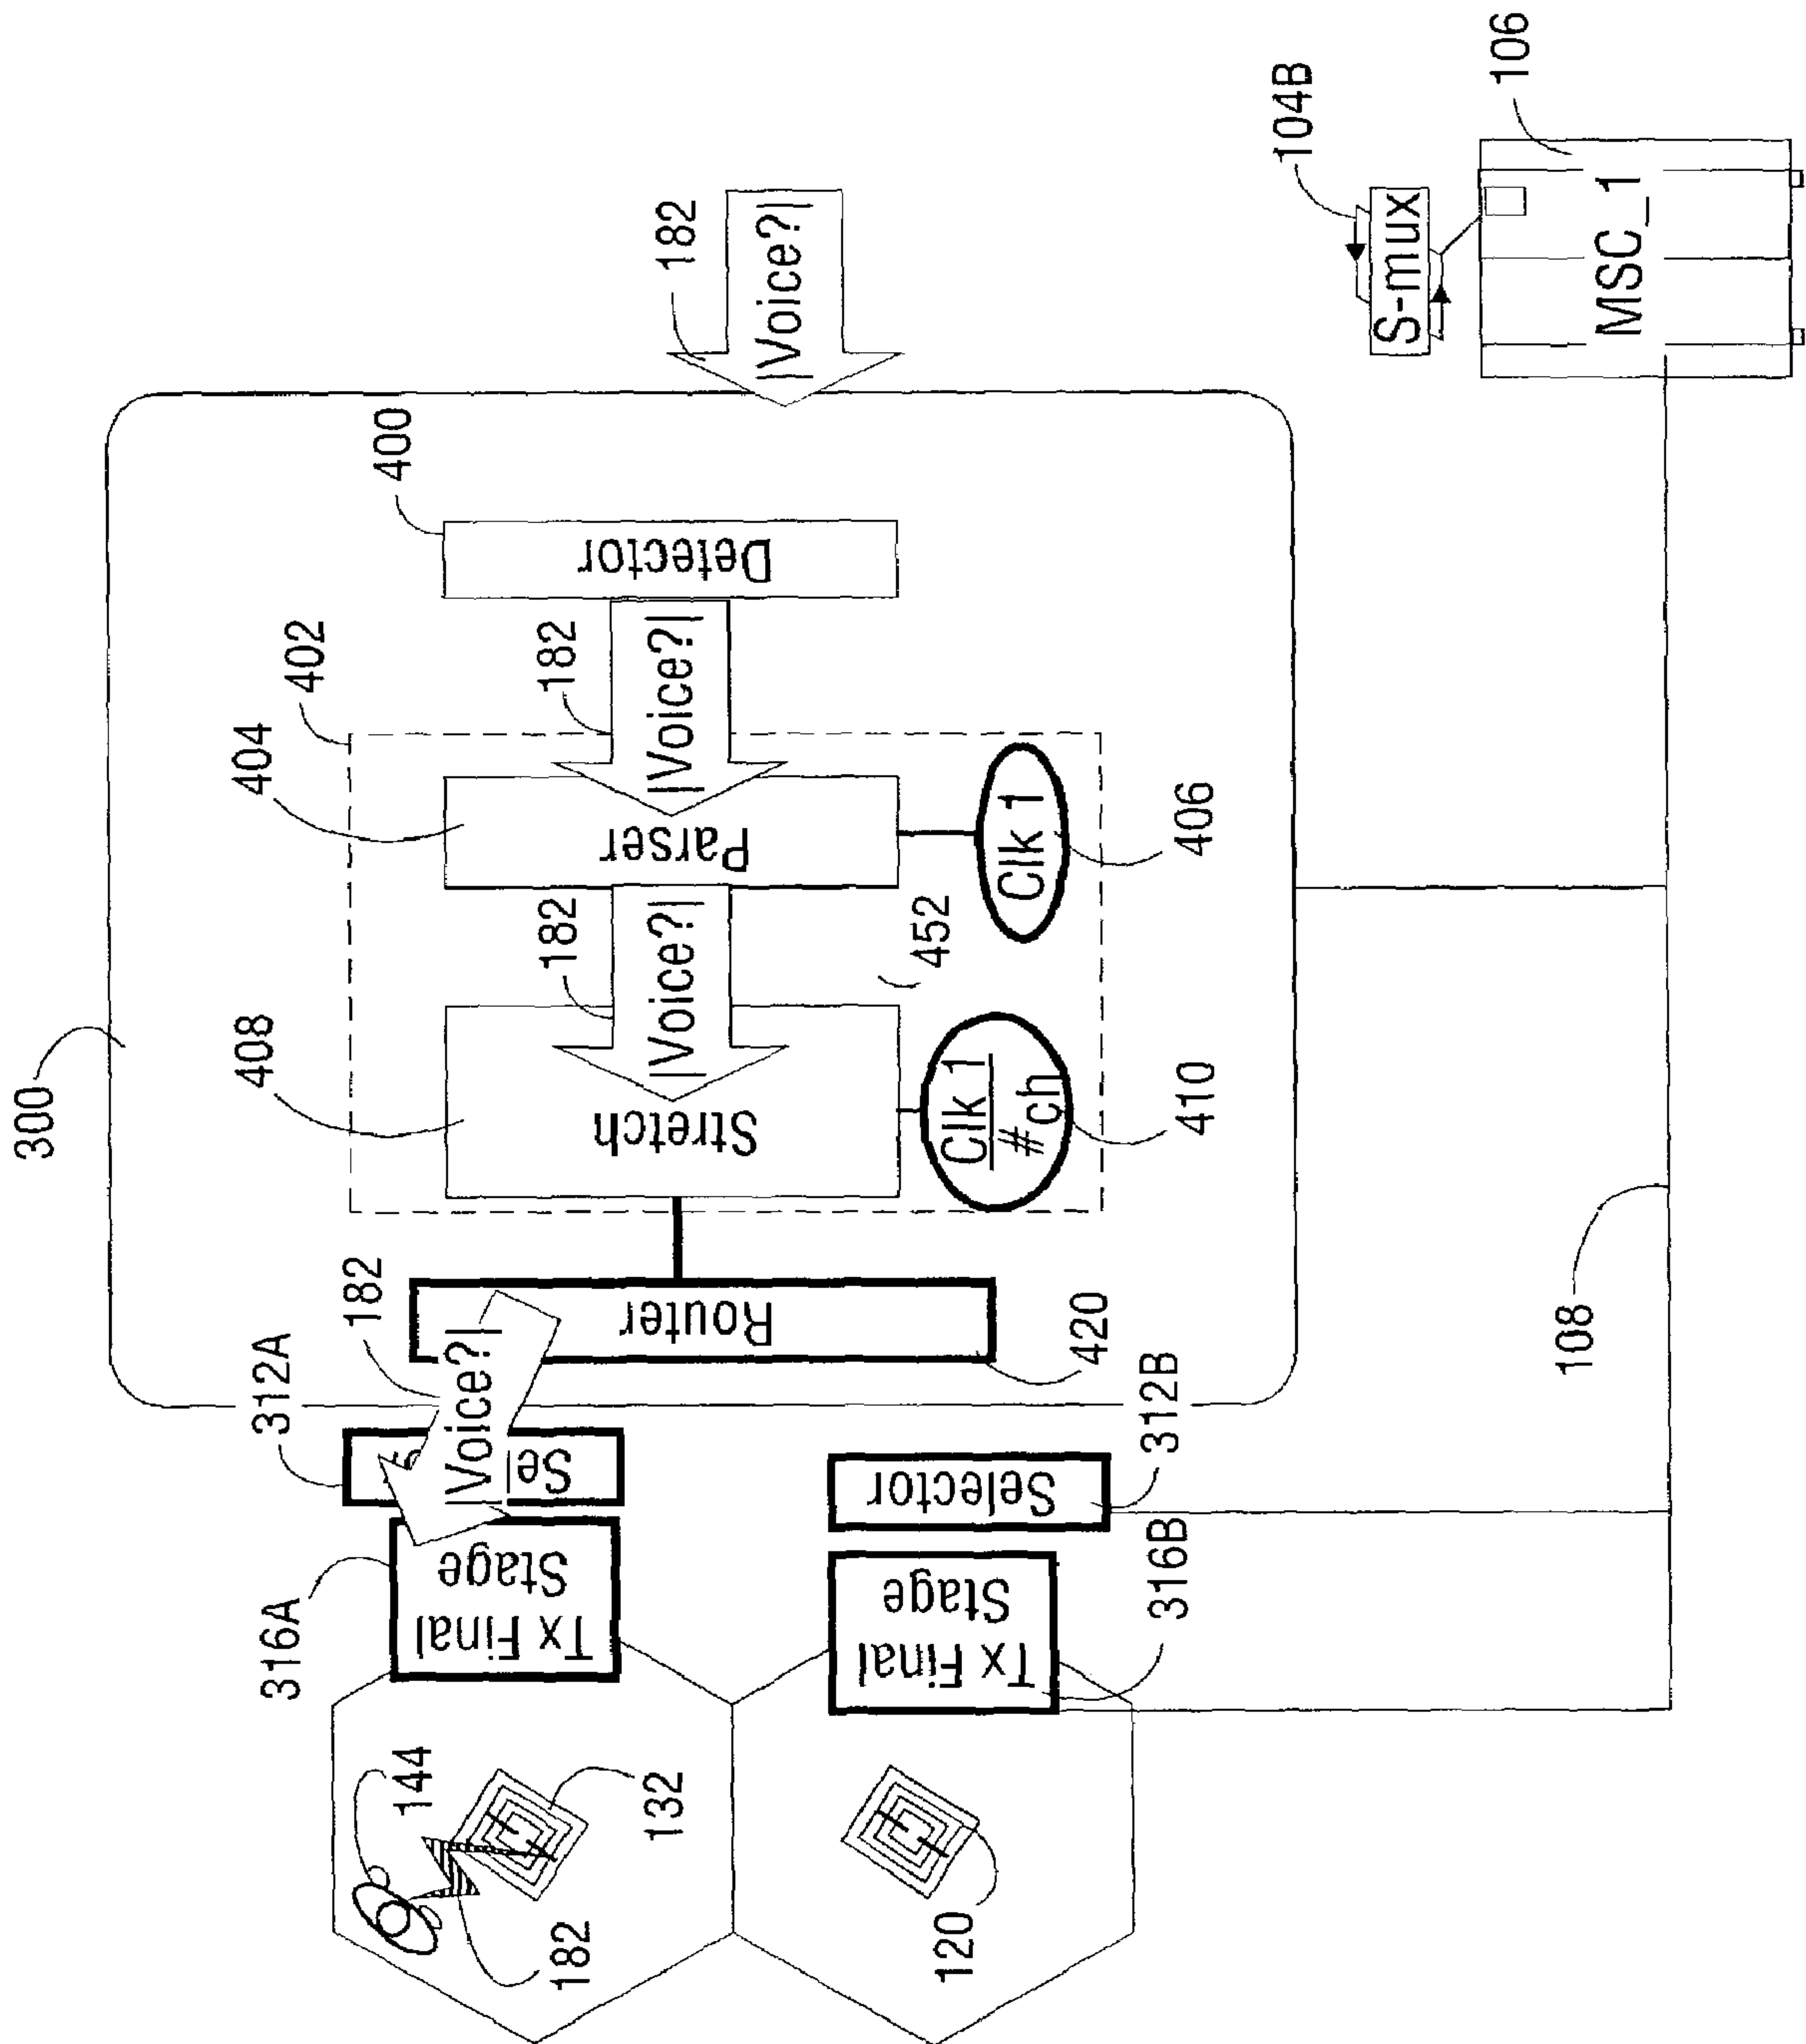 300
408
404
402
400
182
|Voice?|
182
|Voice?|
182
|Voice?|
Detector
Parser
Stretch
Clk 1
406
452
Clk 1
#ch
410
Router
420
182
|Voice?|
312A
Sel
316A
Tx Final
Stage
Selector
312B
Tx Final
Stage
316B
144
132
182
120
108
S-mux
104B
MSC_1
106